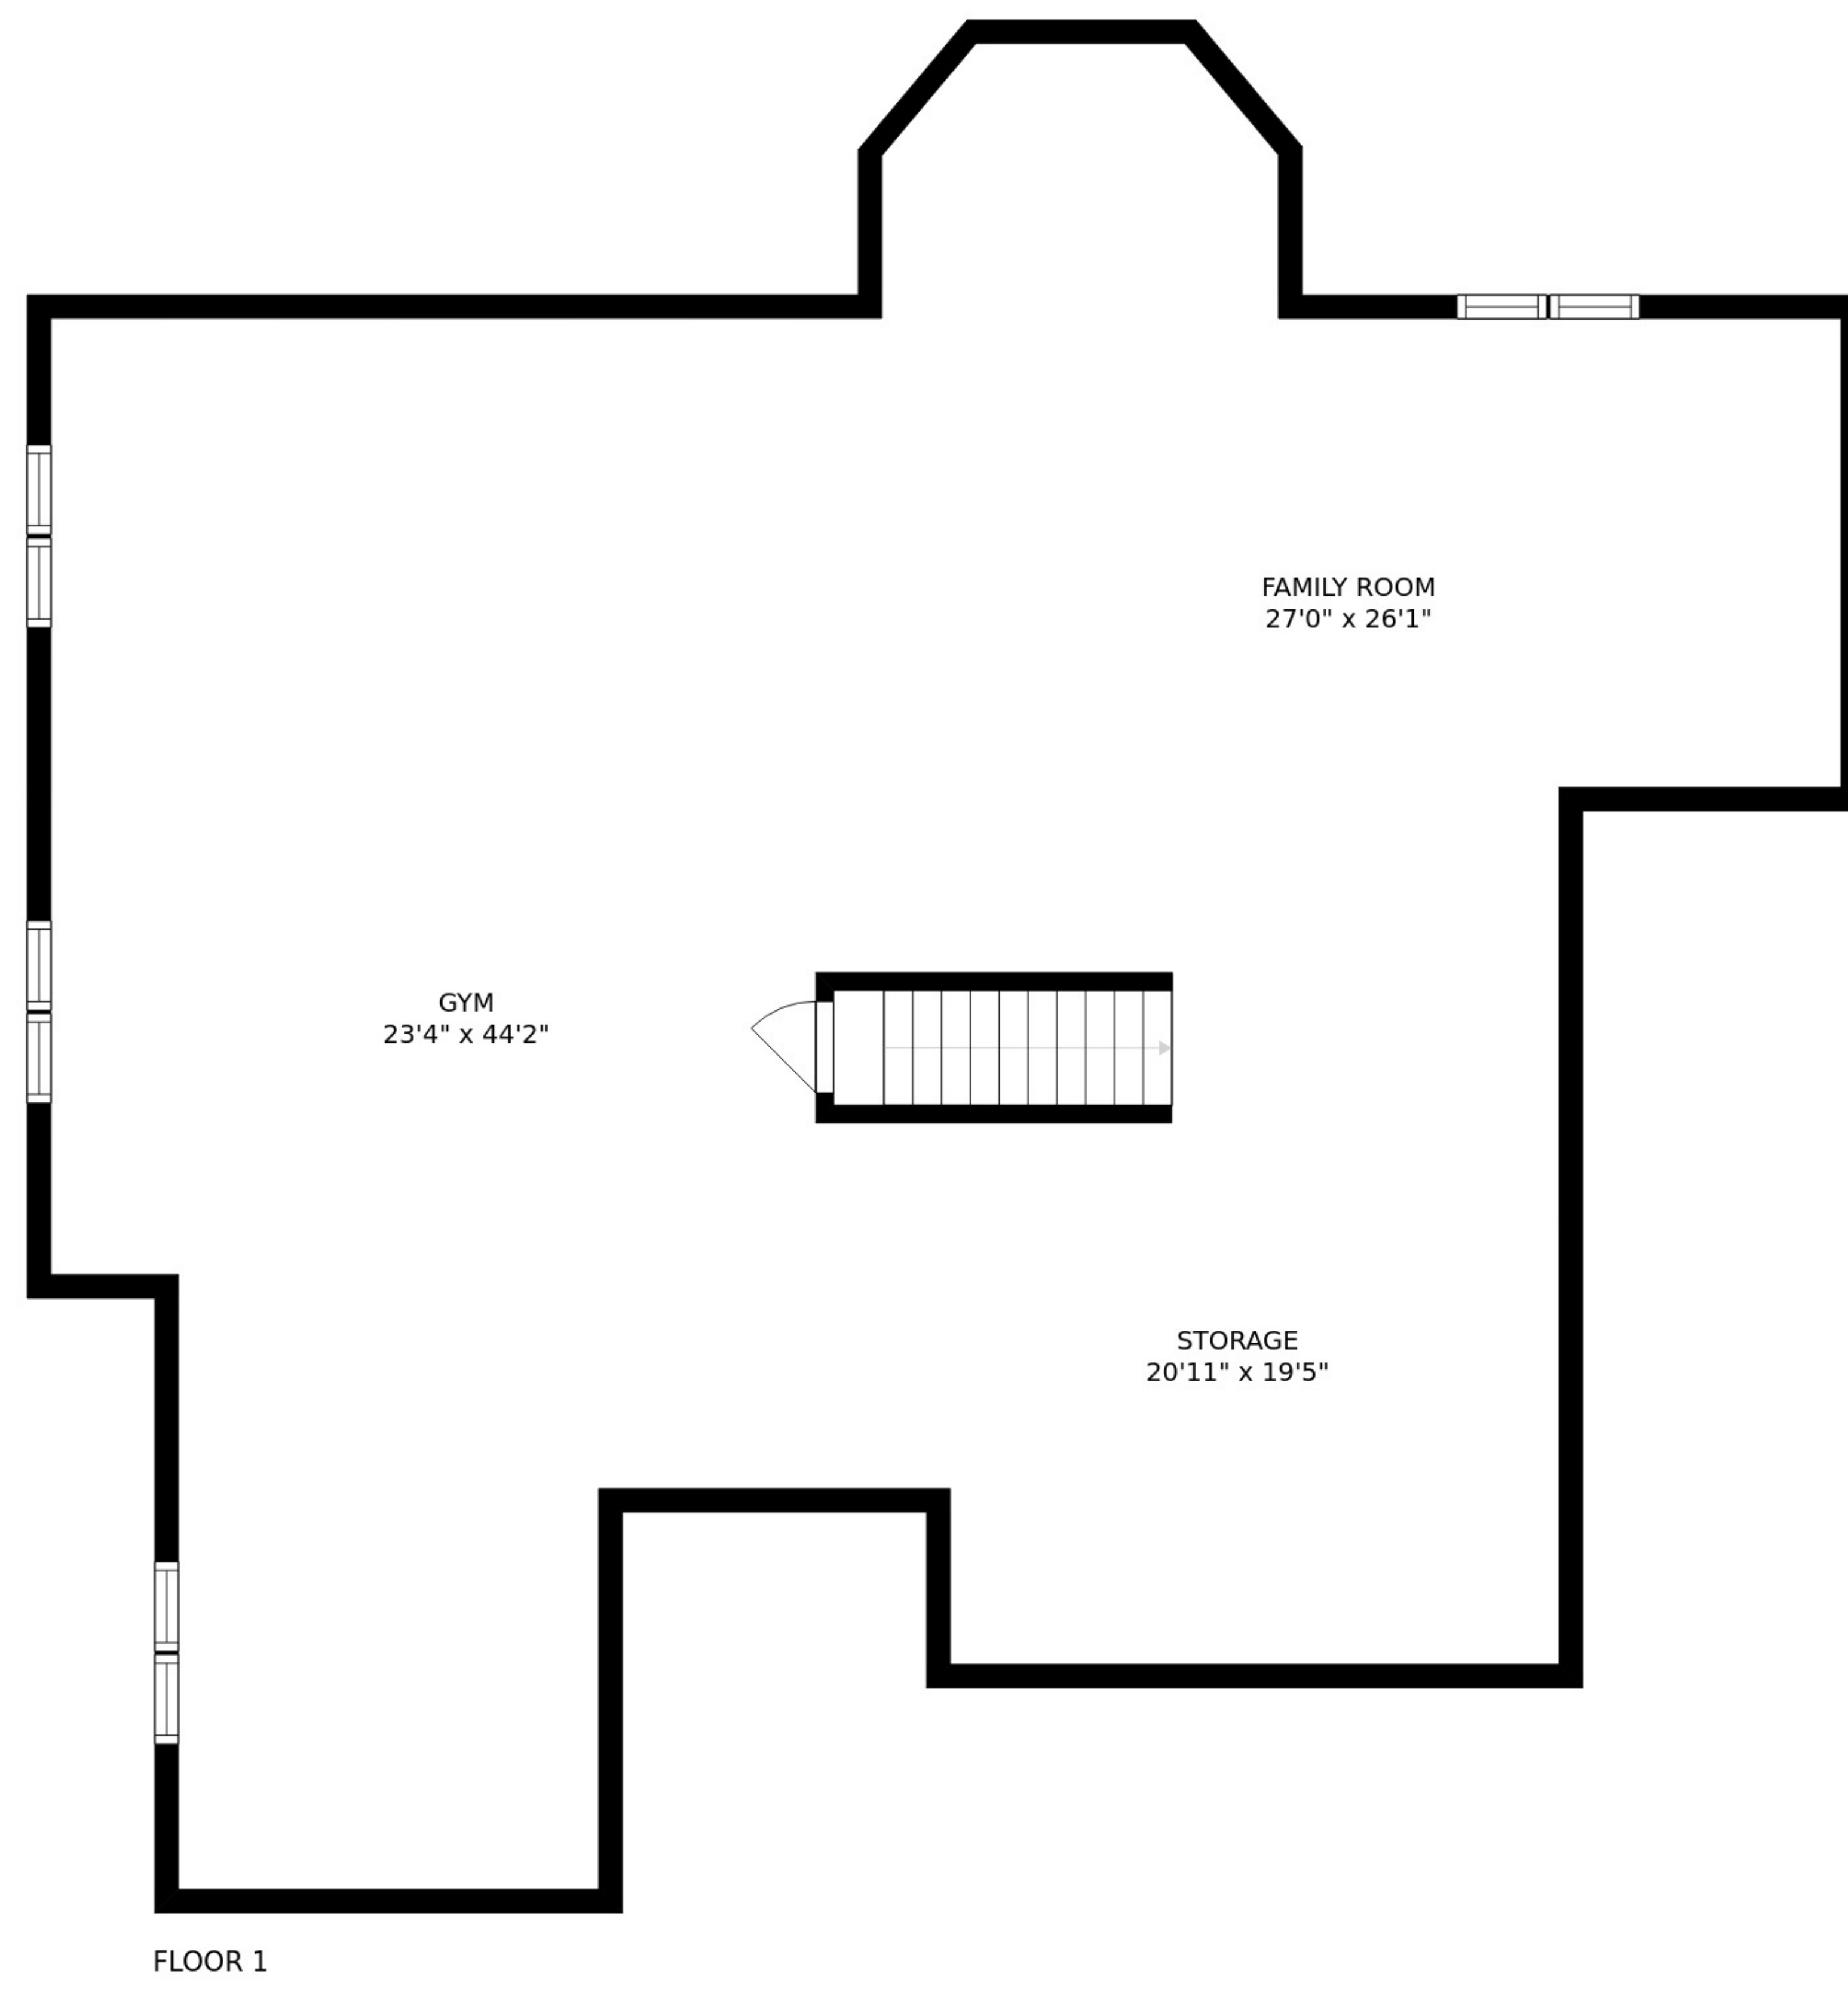 FAMILY ROOM
27'0" x 26'1"
GYM
23'4" x 44'2"
STORAGE
20'11" x 19'5"
FLOOR 1